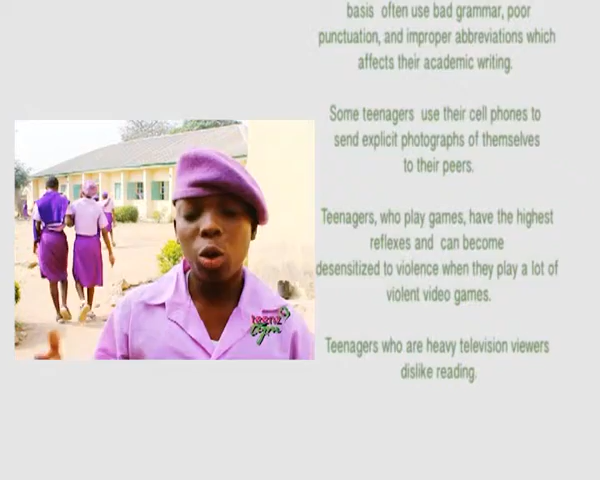 basis often use bad grammar, poor
punctuation, and improper abbreviations which
affects their academic writing.
Some teenagers use their cell phones to
send explicit photographs of themselves
to their peers.
Teenagers, who play games, have the highest
reflexes and can become
desensitized to violence when they play a lot of
violent video games.
Teenagers who are heavy television viewers
dislike reading.
teenz